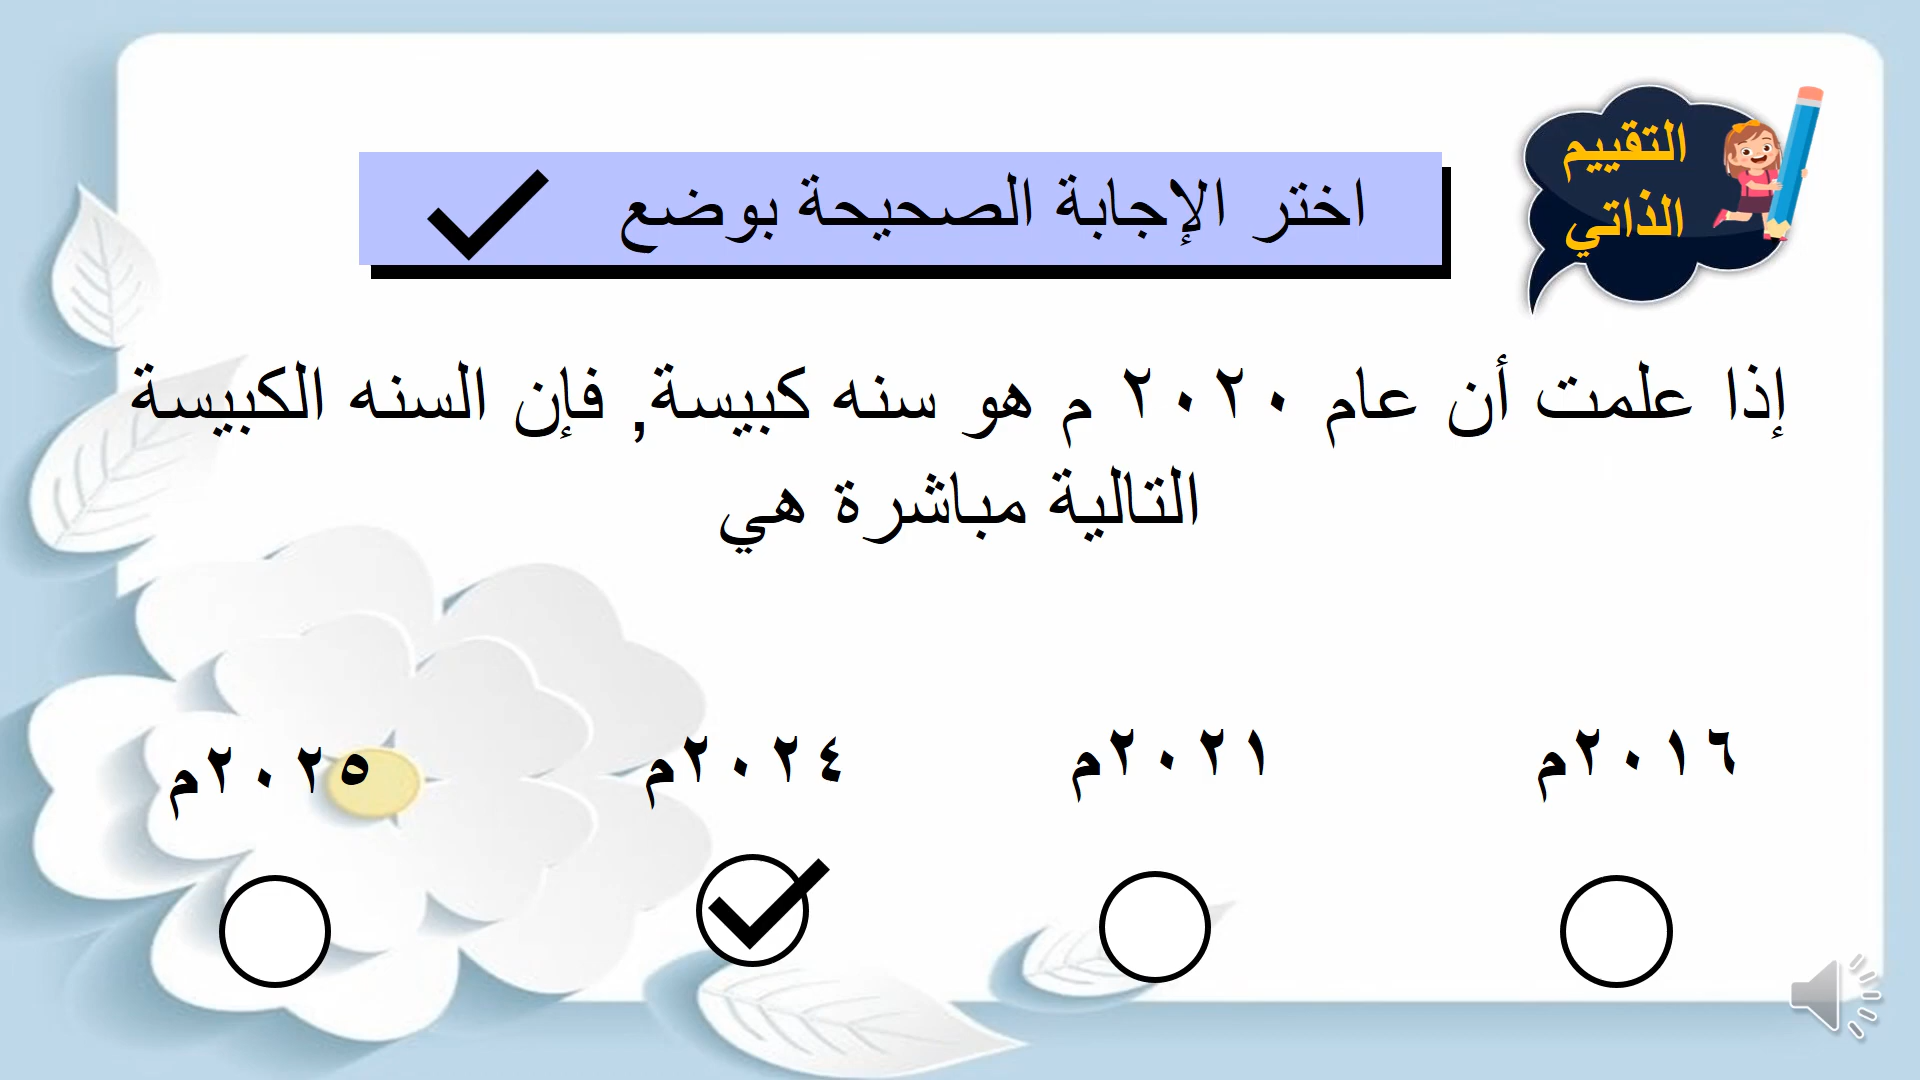 التقييم
الذاتي
اختر الإجابة الصحيحة بوضع
إذا علمت أن عام ٢٠٢٠ م هو سنه كبيسة, فإن السنه الكبيسة
التالية مباشرة هي
٢٠١٦م
٢٠٢١م
٢٠٢٤م
٢٠٢٥م